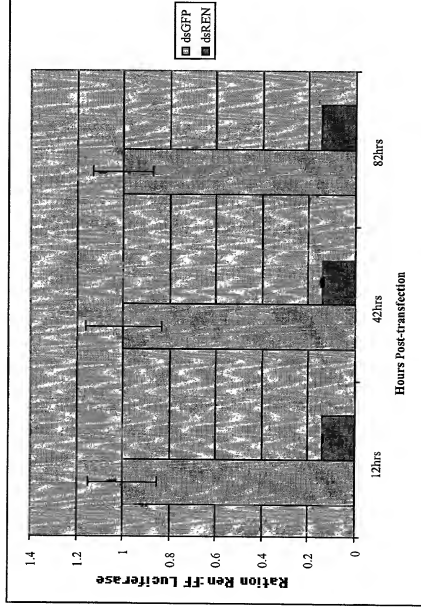 dsGFP
dsREN
Ration Ren:FF Luciferase
1.4
1.2
1
0.8
0.6
0.4
0.2
0
12hrs
42hrs
82hrs
Hours Post-transfection